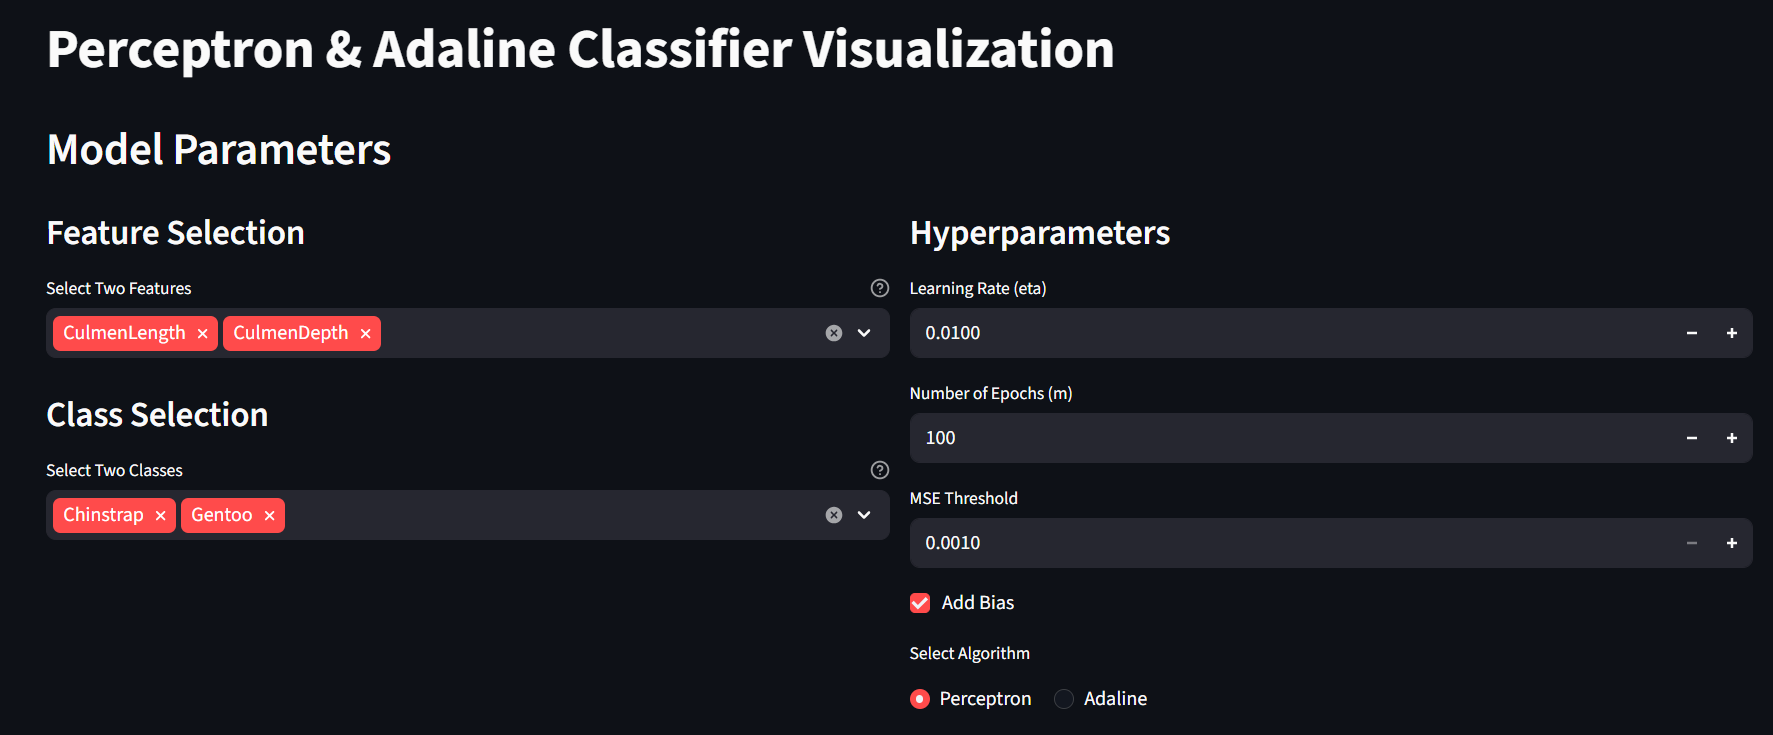 Perceptron & Adaline Classifier Visualization
Model Parameters
Feature Selection
Select Two Features
CulmenLength CulmenDepth
Class Selection
Select Two Classes
Chinstrap Gentoo
Hyperparameters
Learning Rate (eta)
0.0100
Number of Epochs (m)
100
MSE Threshold
0.0010
Add Bias
Select Algorithm
Perceptron Adaline